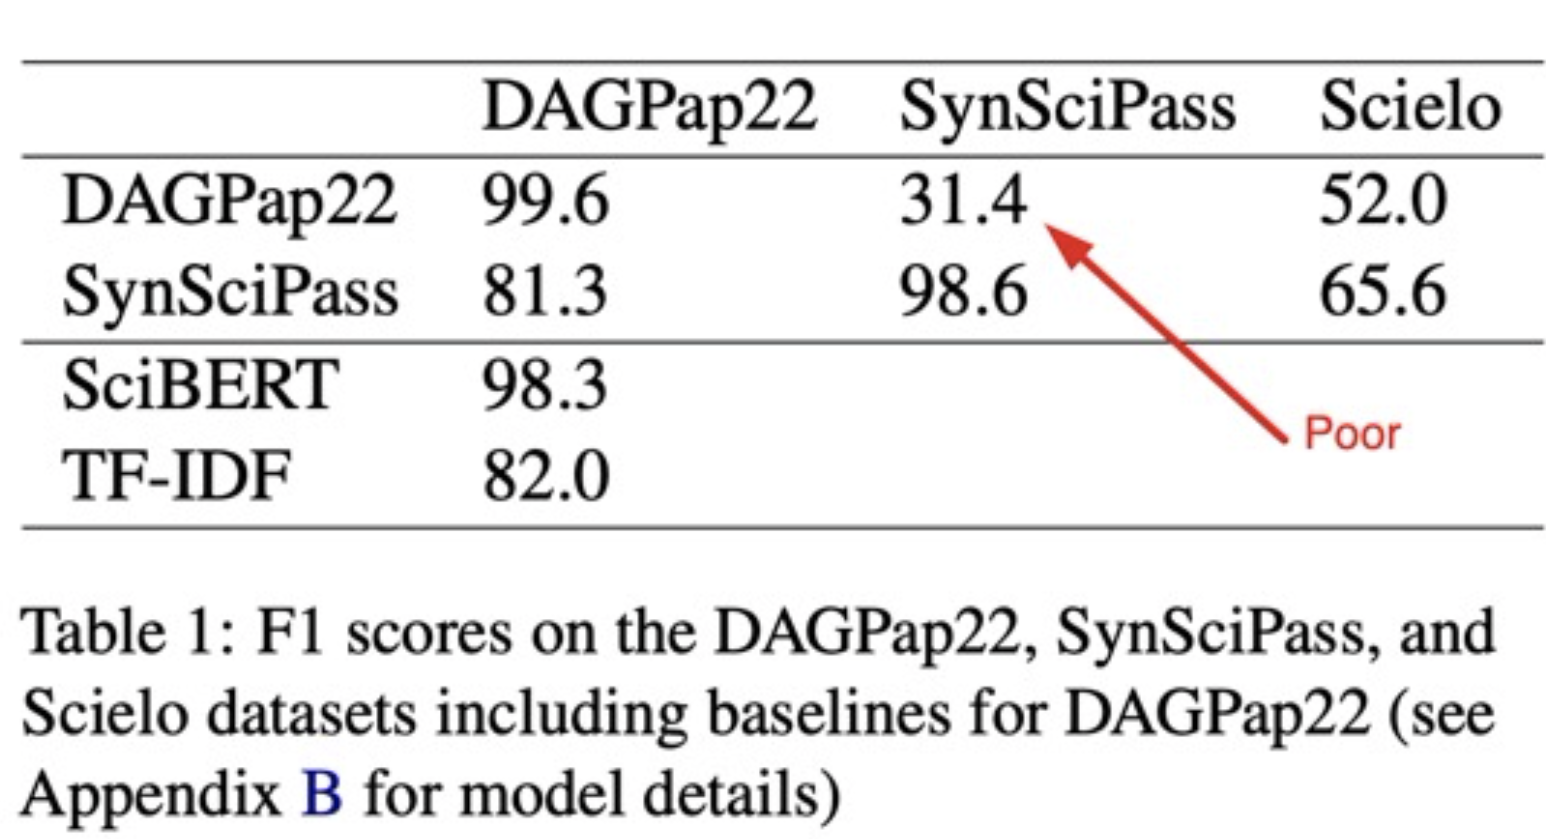 DAGPap22 SynSciPass Scielo
DAGPap22 99.6 31.4 52.0
SynSciPass 81.3 98.6 65.6
SciBERT 98.3
Poor
TF-IDF 82.0
Table 1: F1 scores on the DAGPap22, SynSciPass, and
Scielo datasets including baselines for DAGPap22 (see
Appendix B for model details)